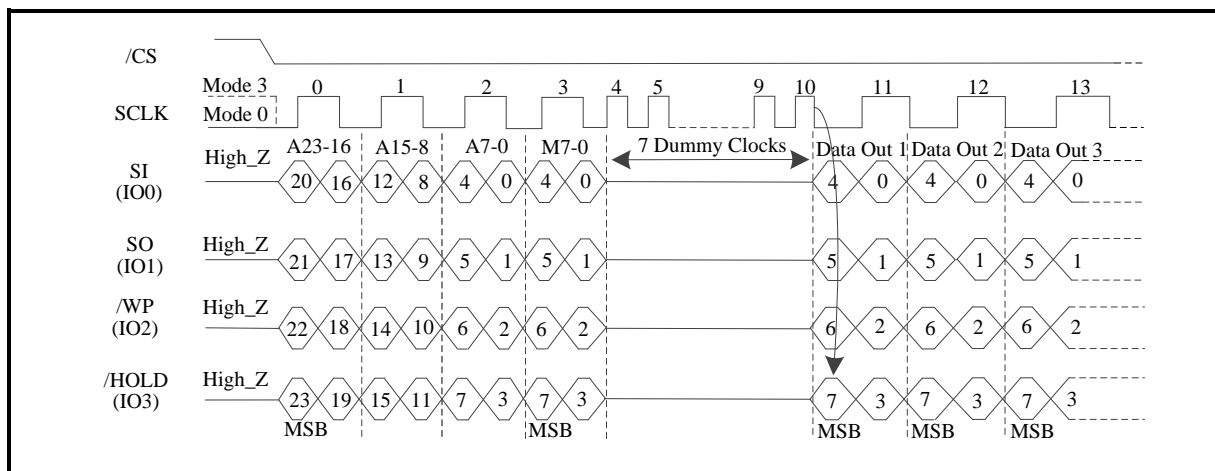 /CS
Mode 3 0 1 2 3 4 5 9 10 11 12 13
SCLK Mode 0
A23-16 A15-8 A7-0 M7-0 7 Dummy Clocks Data Out 1 Data Out 2 Data Out 3
SI High_Z
(IO0) 20 16 12 8 4 0 4 0 4 0 4 0 4 0
SO High_Z
(IO1) 21 17 13 9 5 1 5 1 5 1 5 1 5 1
/WP High_Z
(IO2) 22 18 14 10 6 2 6 2 6 2 6 2 6 2
/HOLD High_Z
(IO3) 23 19 15 11 7 3 7 3 7 3 7 3 7 3
MSB MSB MSB MSB MSB